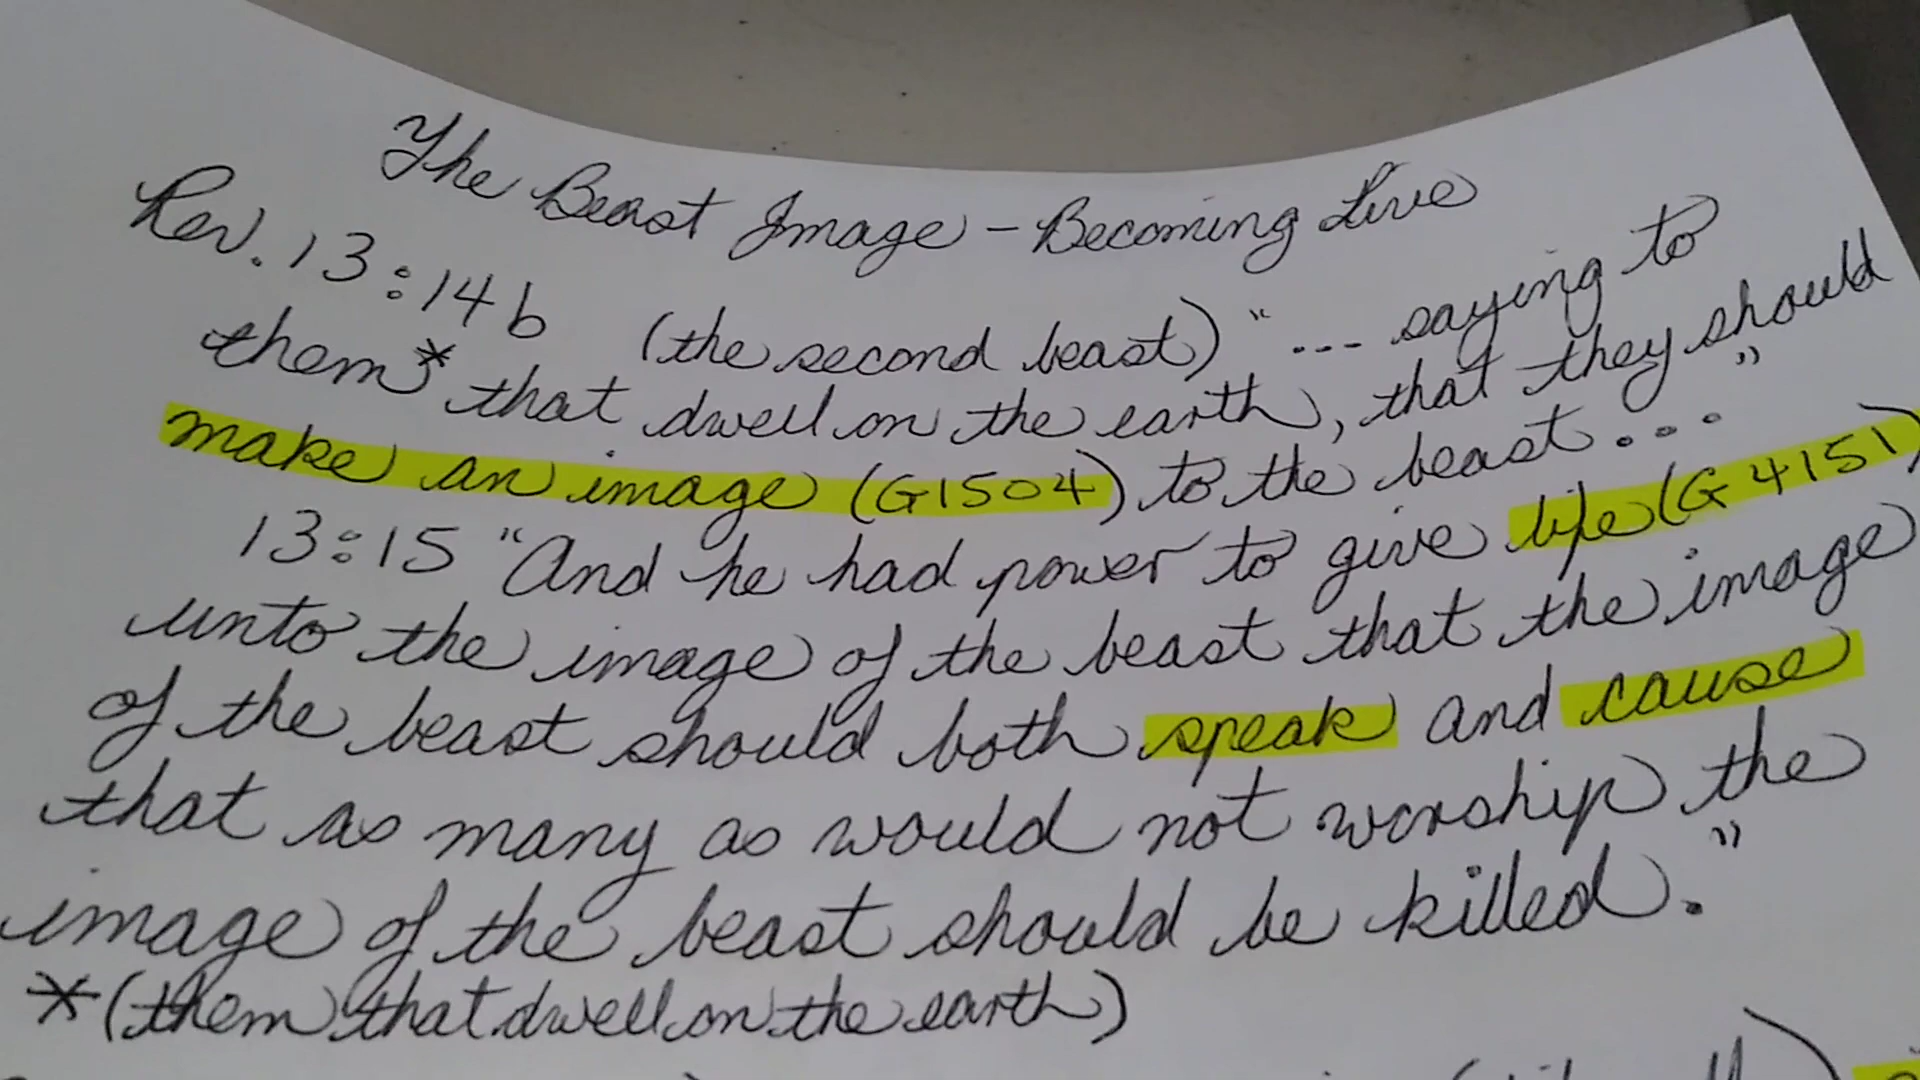 The Beast Image - Becoming Live
Rev. 13:14b (the second beast) "... saying to
them* that dwell on the earth, that they should
make an image (G1504) to the beast..."
13:15 "And he had power to give life (G4151)
unto the image of the beast that the image
of the beast should both speak and cause
that as many as would not worship the
image of the beast should be killed."
*(them that dwell on the earth)